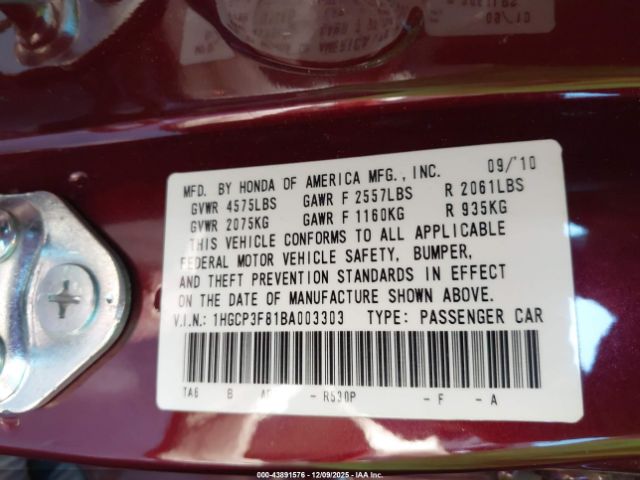 MFD. BY HONDA OF AMERICA MFG., INC. 09/'10
GVWR 4575LBS GAWR F 2557LBS R 2061LBS
GVWR 2075KG GAWR F 1160KG R 935KG
THIS VEHICLE CONFORMS TO ALL APPLICABLE
FEDERAL MOTOR VEHICLE SAFETY, BUMPER,
AND THEFT PREVENTION STANDARDS IN EFFECT
ON THE DATE OF MANUFACTURE SHOWN ABOVE.
V.I.N.: 1HGCP3F81BA003303 TYPE: PASSENGER CAR
TA6 B - R530P - F - A
000-43891576 | 12/09/2025 | IAA Inc.